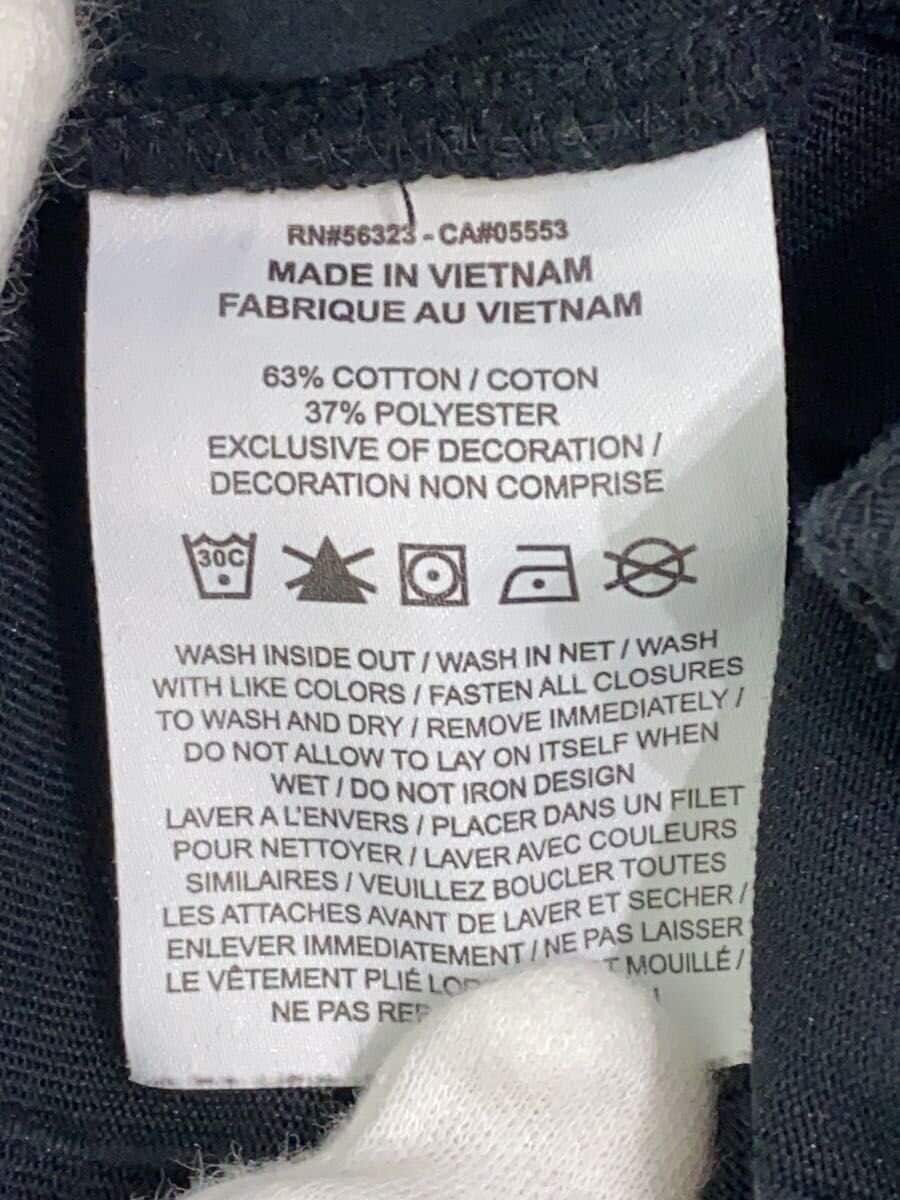 RN#56323 - CA#05553
MADE IN VIETNAM
FABRIQUE AU VIETNAM
63% COTTON / COTON
37% POLYESTER
EXCLUSIVE OF DECORATION /
DECORATION NON COMPRISE
30C
WASH INSIDE OUT / WASH IN NET / WASH
WITH LIKE COLORS / FASTEN ALL CLOSURES
TO WASH AND DRY / REMOVE IMMEDIATELY /
DO NOT ALLOW TO LAY ON ITSELF WHEN
WET / DO NOT IRON DESIGN
LAVER A L'ENVERS / PLACER DANS UN FILET
POUR NETTOYER / LAVER AVEC COULEURS
SIMILAIRES / VEUILLEZ BOUCLER TOUTES
LES ATTACHES AVANT DE LAVER ET SECHER /
ENLEVER IMMEDIATEMENT / NE PAS LAISSER
LE VÊTEMENT PLIÉ MOUILLÉ /
NE PAS